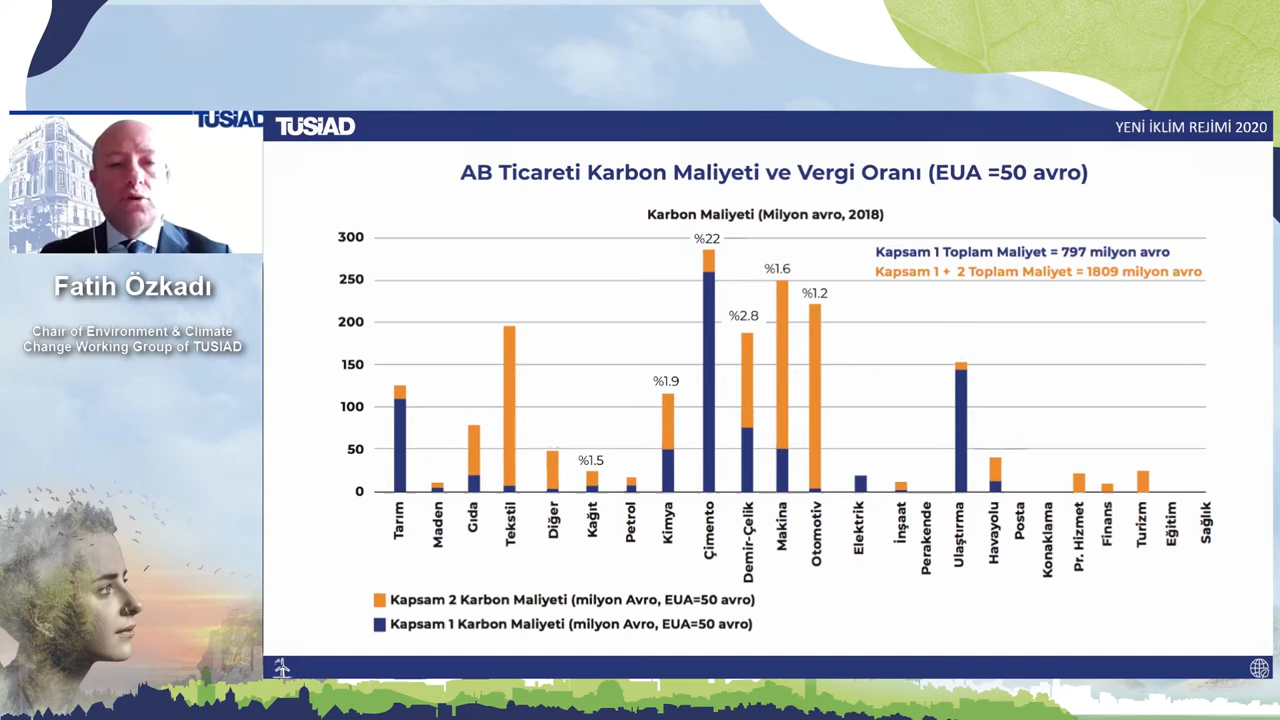 TUSİAD
TUSİAD
YENİ İKLİM REJİMİ 2020
Fatih Özkadı
Chair of Environment & Climate
Change Working Group of TUSIAD
AB Ticareti Karbon Maliyeti ve Vergi Oranı (EUA =50 avro)
Karbon Maliyeti (Milyon avro, 2018)
Kapsam 1 Toplam Maliyet = 797 milyon avro
Kapsam 1 + 2 Toplam Maliyet = 1809 milyon avro
300
250
200
150
100
50
0
%1.5
%1.9
%22
%2.8
%1.6
%1.2
Tarım
Maden
Gıda
Tekstil
Diğer
Kağıt
Petrol
Kimya
Çimento
Demir-Çelik
Makina
Otomotiv
Elektrik
İnşaat
Perakende
Ulaştırma
Havayolu
Posta
Konaklama
Pr. Hizmet
Finans
Turizm
Eğitim
Sağlık
Kapsam 2 Karbon Maliyeti (milyon Avro, EUA=50 avro)
Kapsam 1 Karbon Maliyeti (milyon Avro, EUA=50 avro)